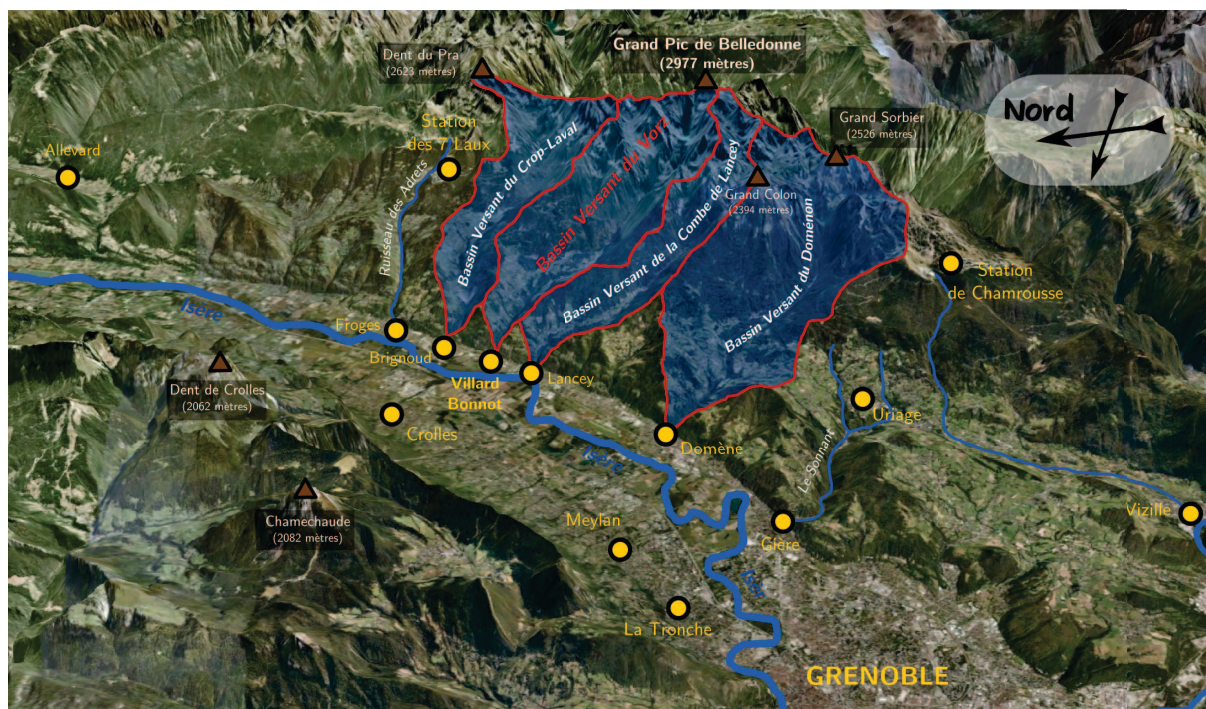 Dent du Pra
(2623 mètres)
Grand Pic de Belledonne
(2977 mètres)
Nord
Grand Sorbier
(2526 mètres)
Station
des 7 Laux
Allevard
Bassin Versant du Crop-Laval
Bassin Versant du Vorz
Bassin Versant de la Combe de Lancey
Grand Colon
(2394 mètres)
Bassin Versant du Doménon
Ruisseau des Adrets
Station
de Chamrousse
Isère
Froges
Brignoud
Villard
Bonnot
Lancey
Dent de Crolles
(2062 mètres)
Crolles
Uriage
Domène
Isère
Le Sonnant
Chamechaude
(2082 mètres)
Meylan
Gière
Vizille
Isère
La Tronche
GRENOBLE